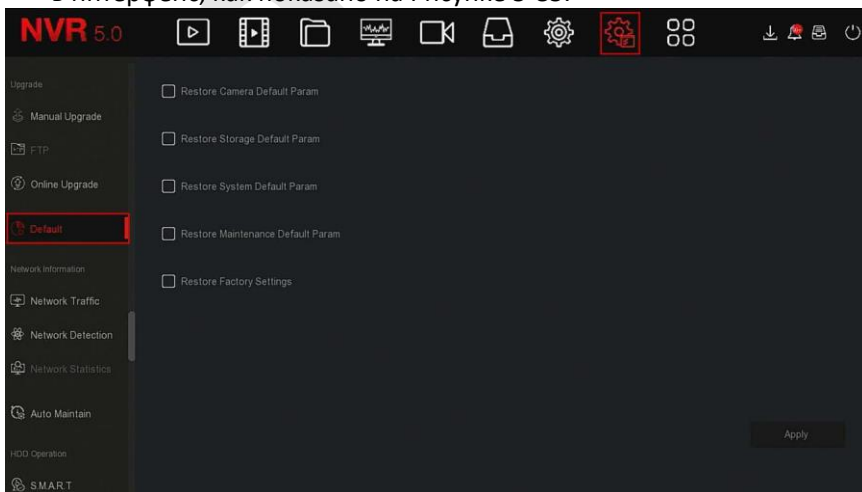 NVR 5.0
Upgrade
Manual Upgrade
FTP
Online Upgrade
Default
Network Information
Network Traffic
Network Detection
Network Statistics
Auto Maintain
HDD Operation
S.M.A.R.T
Restore Camera Default Param
Restore Storage Default Param
Restore System Default Param
Restore Maintenance Default Param
Restore Factory Settings
Apply